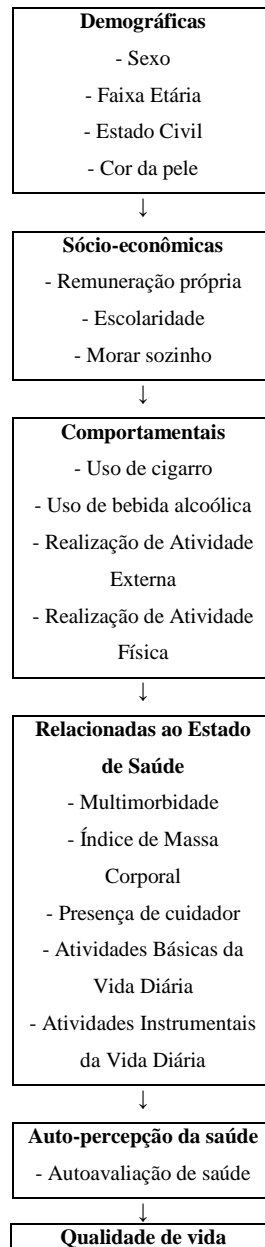 Demográficas
- Sexo
- Faixa Etária
- Estado Civil
- Cor da pele
↓
Sócio-econômicas
- Remuneração própria
- Escolaridade
- Morar sozinho
↓
Comportamentais
- Uso de cigarro
- Uso de bebida alcoólica
- Realização de Atividade
Externa
- Realização de Atividade
Física
↓
Relacionadas ao Estado
de Saúde
- Multimorbidade
- Índice de Massa
Corporal
- Presença de cuidador
- Atividades Básicas da
Vida Diária
- Atividades Instrumentais
da Vida Diária
↓
Auto-percepção da saúde
- Autoavaliação de saúde
↓
Qualidade de vida